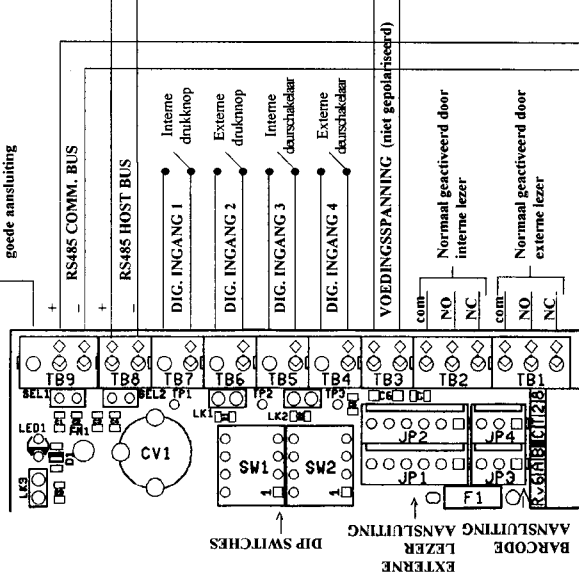 goede aansluiting
+
RS485 COMM. BUS
-
+
RS485 HOST BUS
-
DIG. INGANG 1
Interne
drukknop
DIG. INGANG 2
Externe
drukknop
DIG. INGANG 3
Interne
deurschakelaar
DIG. INGANG 4
Externe
deurschakelaar
VOEDINGSSPANNING (niet gepolariseerd)
com
NO
NC
Normaal geactiveerd door
interne lezer
com
NO
NC
Normaal geactiveerd door
externe lezer
TB9
TB8
TB7
TB6
TB5
TB4
TB3
TB2
TB1
SEL1
SEL2
TP1
LK1
TP2
LK2
TP3
C6
LED1
D1
LK3
CV1
SW1
1
SW2
1
JP2
JP4
JP1
JP3
F1
DIP SWITCHES
EXTERNE
LEZER
AANSLUITING
BARCODE
AANSLUITING